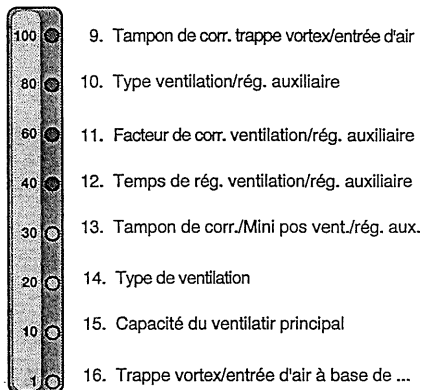 100 9. Tampon de corr. trappe vortex/entrée d'air
80 10. Type ventilation/rég. auxiliaire
60 11. Facteur de corr. ventilation/rég. auxiliaire
40 12. Temps de rég. ventilation/rég. auxiliaire
30 13. Tampon de corr./Mini pos vent./rég. aux.
20 14. Type de ventilation
10 15. Capacité du ventilatir principal
1 16. Trappe vortex/entrée d'air à base de ...